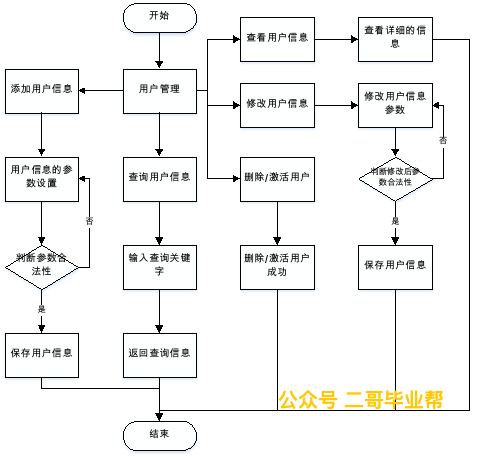 开始
查看用户信息
查看详细的信
息
添加用户信息
用户管理
修改用户信息
修改用户信息
参数
否
用户信息的参
数设置
查询用户信息
删除/激活用户
判断修改后参
数合法性
否
是
判断参数合
法性
输入查询关键
字
删除/激活用户
成功
保存用户信息
是
保存用户信息
返回查询信息
公众号 二哥毕业帮
结束